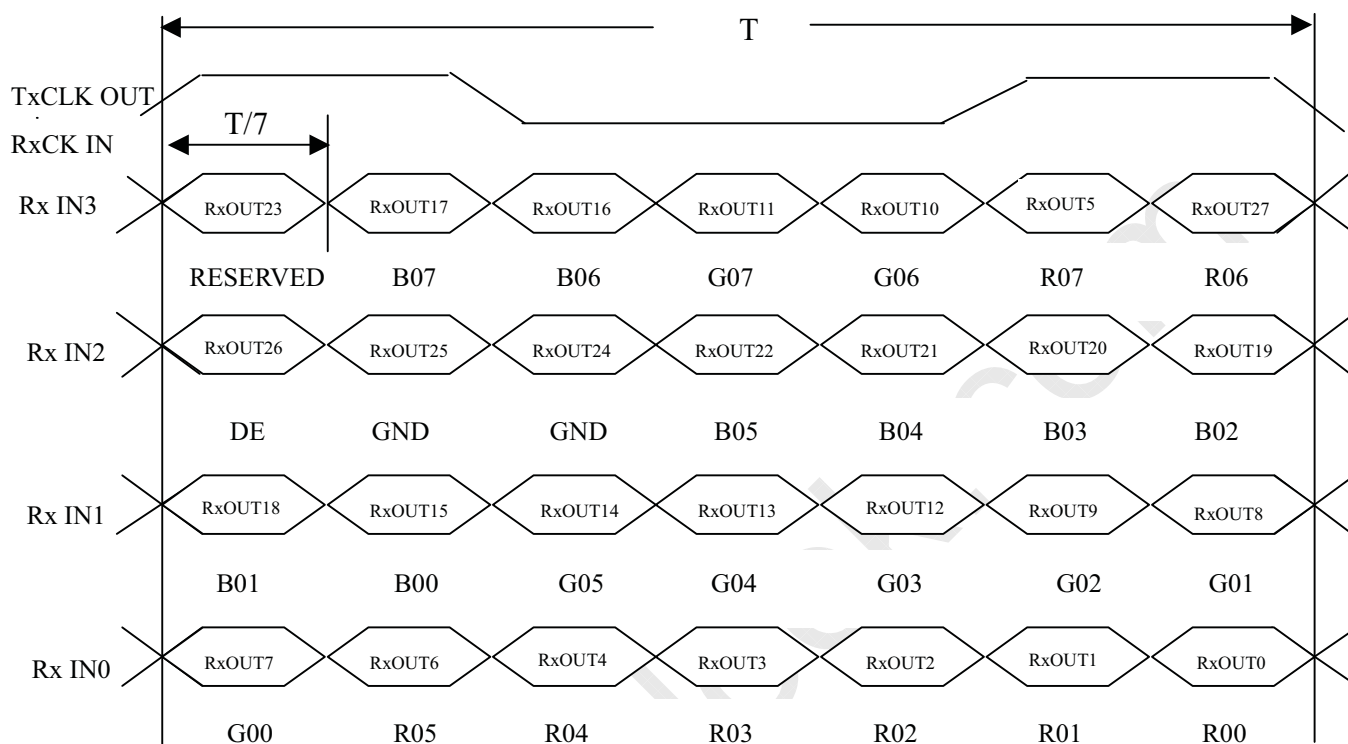 T
TxCLK OUT
T/7
RxCK IN
Rx IN3 RxOUT23 RxOUT17 RxOUT16 RxOUT11 RxOUT10 RxOUT5 RxOUT27
RESERVED B07 B06 G07 G06 R07 R06
Rx IN2 RxOUT26 RxOUT25 RxOUT24 RxOUT22 RxOUT21 RxOUT20 RxOUT19
DE GND GND B05 B04 B03 B02
Rx IN1 RxOUT18 RxOUT15 RxOUT14 RxOUT13 RxOUT12 RxOUT9 RxOUT8
B01 B00 G05 G04 G03 G02 G01
Rx IN0 RxOUT7 RxOUT6 RxOUT4 RxOUT3 RxOUT2 RxOUT1 RxOUT0
G00 R05 R04 R03 R02 R01 R00